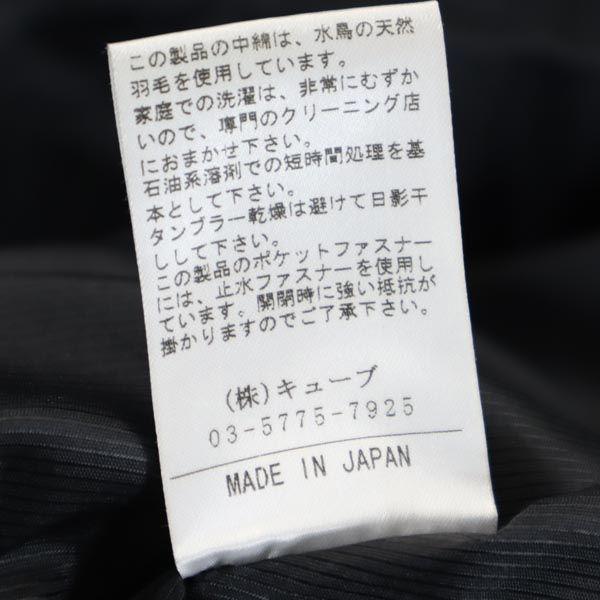 この製品の中綿は、水鳥の天然
羽毛を使用しています。
家庭での洗濯は、非常にむずか
いので、専門のクリーニング店
におまかせ下さい。
石油系溶剤での短時間処理を基
本として下さい。
タンブラー乾燥は避けて日影干
しして下さい。
この製品のポケットファスナー
には、止水ファスナーを使用し
ています。開閉時に強い抵抗が
掛かりますのでご了承下さい。
(株)キューブ
03-5775-7925
MADE IN JAPAN